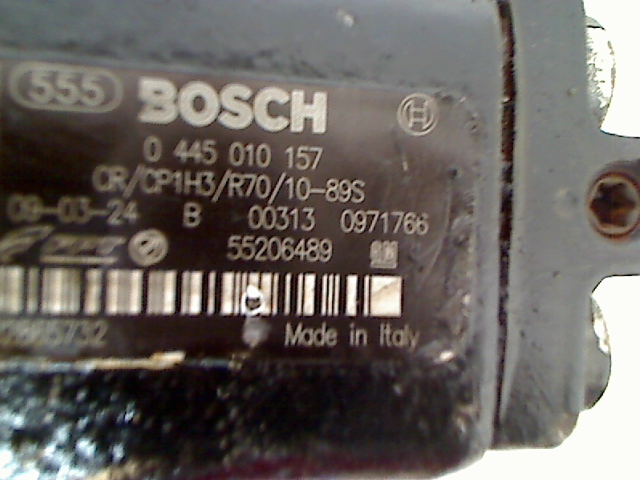 555 BOSCH
0 445 010 157
CR/CP1H3/R70/10-89S
09-03-24 B 00313 0971766
55206489 GM
Made in Italy